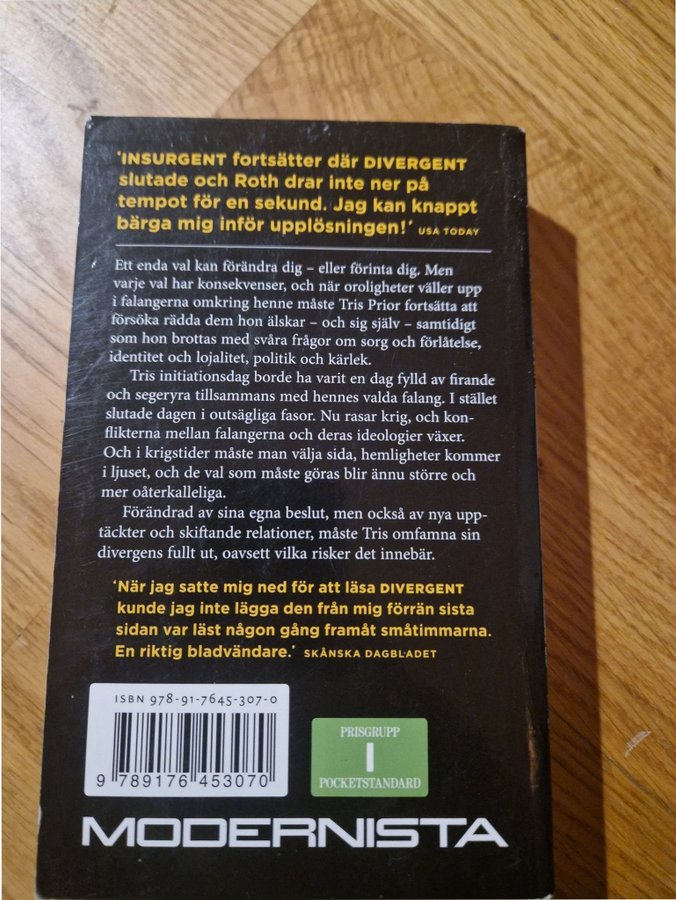 'INSURGENT fortsätter där DIVERGENT
slutade och Roth drar inte ner på
tempot för en sekund. Jag kan knappt
bärga mig inför upplösningen!' USA TODAY
Ett enda val kan förändra dig – eller förinta dig. Men
varje val har konsekvenser, och när oroligheter väller upp
i falangerna omkring henne måste Tris Prior fortsätta att
försöka rädda dem hon älskar – och sig själv – samtidigt
som hon brottas med svåra frågor om sorg och förlåtelse,
identitet och lojalitet, politik och kärlek.
Tris initiationsdag borde ha varit en dag fylld av firande
och segeryra tillsammans med hennes valda falang. I stället
slutade dagen i outsägliga fasor. Nu rasar krig, och kon-
flikterna mellan falangerna och deras ideologier växer.
Och i krigstider måste man välja sida, hemligheter kommer
i ljuset, och de val som måste göras blir ännu större och
mer oåterkalleliga.
Förändrad av sina egna beslut, men också av nya upp-
täckter och skiftande relationer, måste Tris omfamna sin
divergens fullt ut, oavsett vilka risker det innebär.
'När jag satte mig ned för att läsa DIVERGENT
kunde jag inte lägga den från mig förrän sista
sidan var läst någon gång framåt småtimmarna.
En riktig bladvändare.' SKÅNSKA DAGBLADET
ISBN 978-91-7645-307-0
9 789176 453070
PRISGRUPP
I
POCKETSTANDARD
MODERNISTA